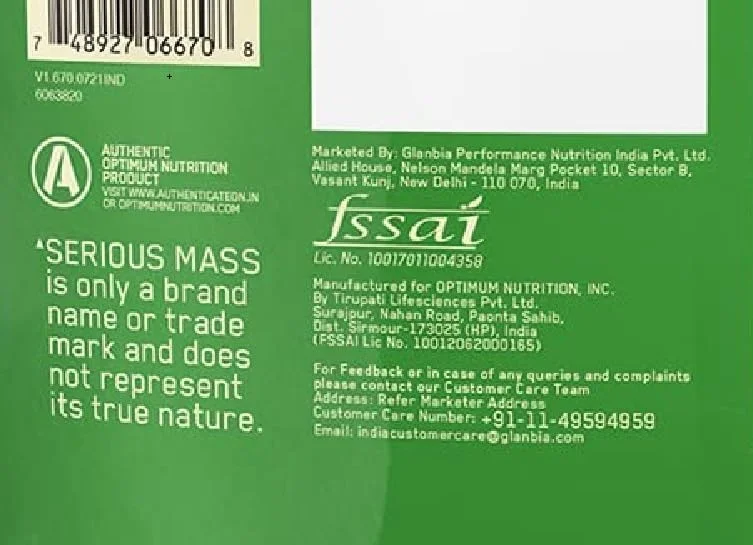 7 48927 06670 8
V1.670.0721IND
6063820
AUTHENTIC
OPTIMUM NUTRITION
PRODUCT
VISIT WWW.AUTHENTICATEON.IN
OR OPTIMUMNUTRITION.COM
^SERIOUS MASS
is only a brand
name or trade
mark and does
not represent
its true nature.
Marketed By: Glanbia Performance Nutrition India Pvt. Ltd.
Allied House, Nelson Mandela Marg Pocket 10, Sector B,
Vasant Kunj, New Delhi - 110 070, India
fssai
Lic. No. 10017011004358
Manufactured for OPTIMUM NUTRITION, INC.
By Tirupati Lifesciences Pvt. Ltd.
Surajpur, Nahan Road, Paonta Sahib,
Dist. Sirmour-173025 (HP), India
(FSSAI Lic No. 10012062000165)
For Feedback or in case of any queries and complaints
please contact our Customer Care Team
Address: Refer Marketer Address
Customer Care Number: +91-11-49594959
Email: indiacustomercare@glanbia.com